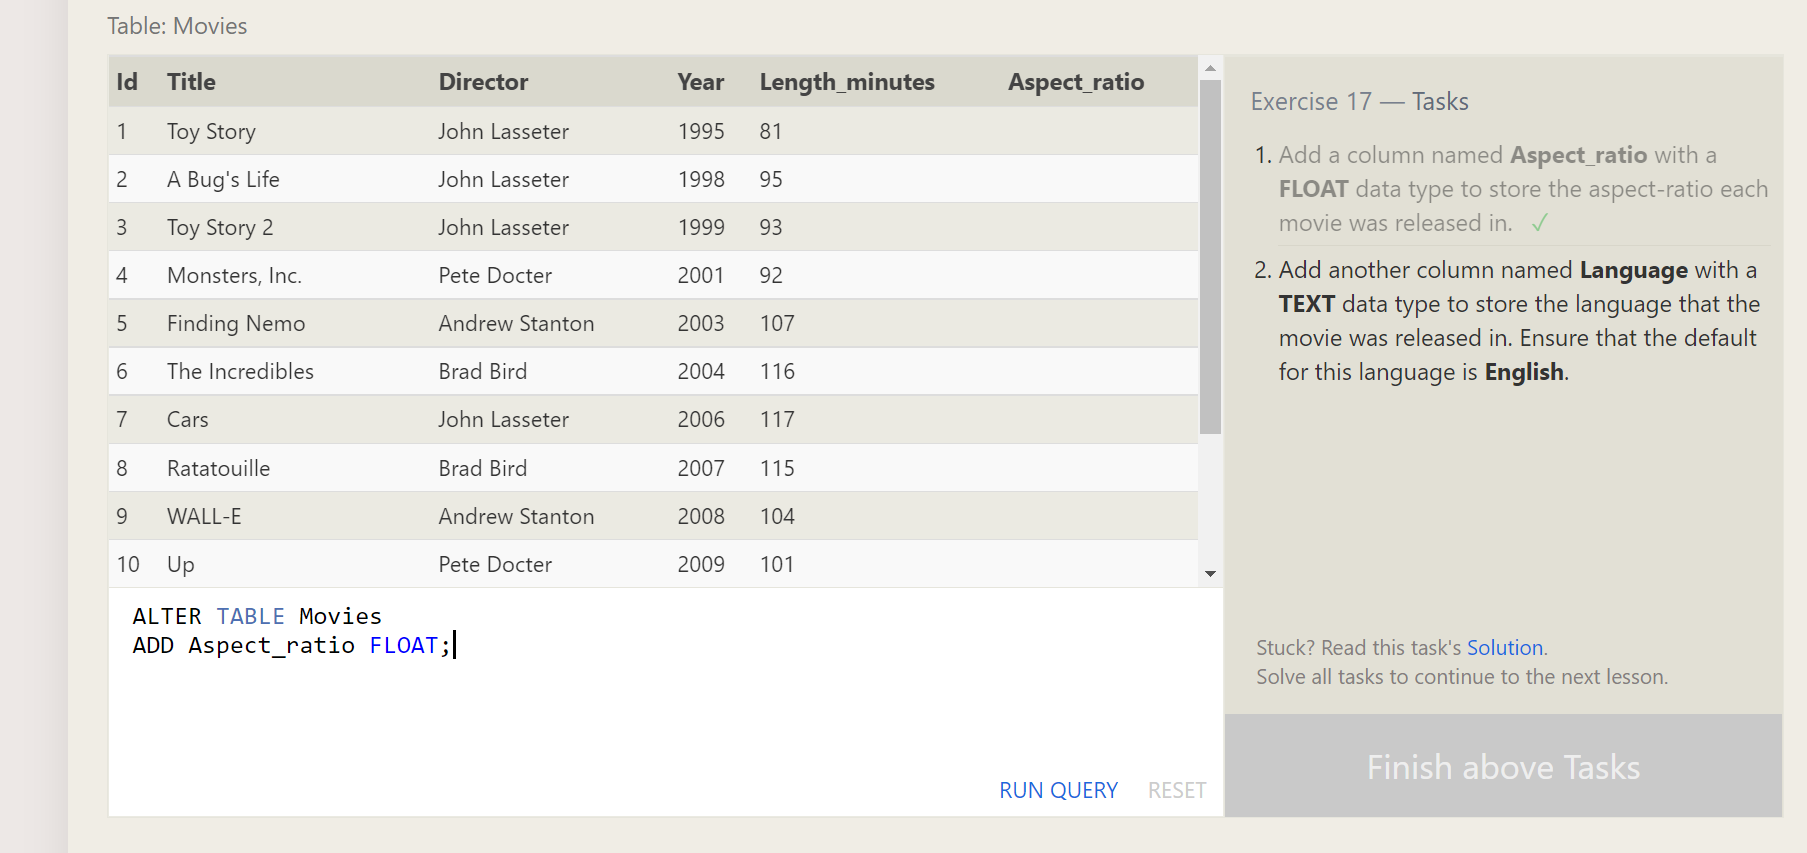 Table: Movies
Id Title Director Year Length_minutes Aspect_ratio
1 Toy Story John Lasseter 1995 81
2 A Bug's Life John Lasseter 1998 95
3 Toy Story 2 John Lasseter 1999 93
4 Monsters, Inc. Pete Docter 2001 92
5 Finding Nemo Andrew Stanton 2003 107
6 The Incredibles Brad Bird 2004 116
7 Cars John Lasseter 2006 117
8 Ratatouille Brad Bird 2007 115
9 WALL-E Andrew Stanton 2008 104
10 Up Pete Docter 2009 101
ALTER TABLE Movies
ADD Aspect_ratio FLOAT;
RUN QUERY RESET
Exercise 17 — Tasks
1. Add a column named Aspect_ratio with a
FLOAT data type to store the aspect-ratio each
movie was released in. ✓
2. Add another column named Language with a
TEXT data type to store the language that the
movie was released in. Ensure that the default
for this language is English.
Stuck? Read this task's Solution.
Solve all tasks to continue to the next lesson.
Finish above Tasks